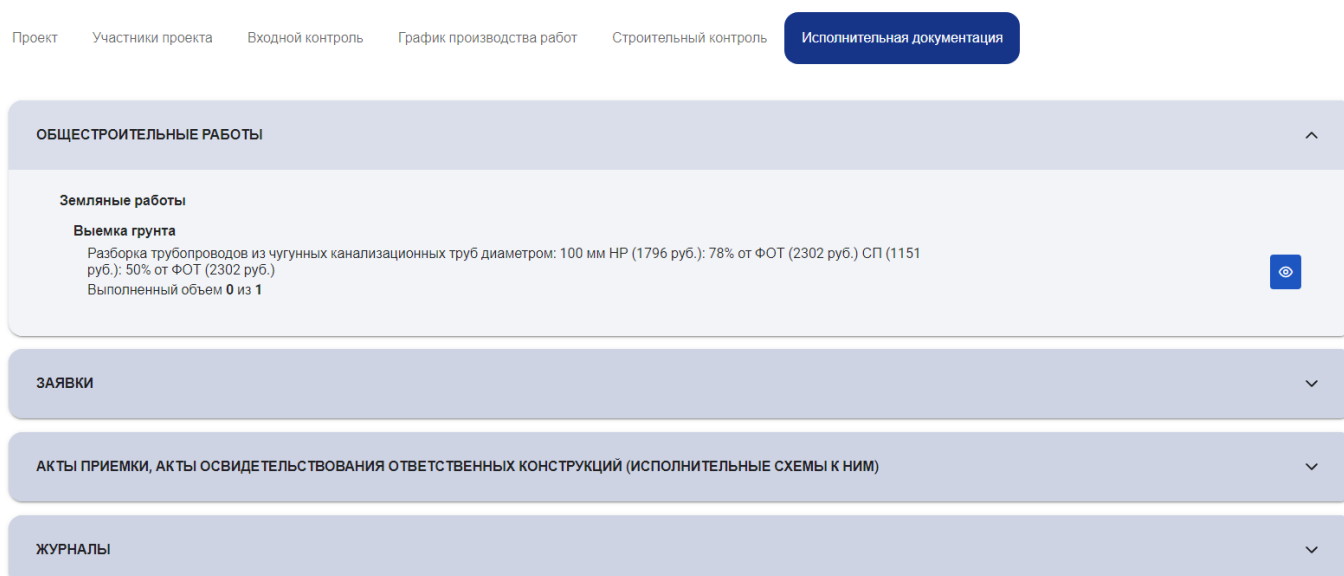 Проект Участники проекта Входной контроль График производства работ Строительный контроль Исполнительная документация
ОБЩЕСТРОИТЕЛЬНЫЕ РАБОТЫ
Земляные работы
Выемка грунта
Разборка трубопроводов из чугунных канализационных труб диаметром: 100 мм НР (1796 руб.): 78% от ФОТ (2302 руб.) СП (1151
руб.): 50% от ФОТ (2302 руб.)
Выполненный объем 0 из 1
ЗАЯВКИ
АКТЫ ПРИЕМКИ, АКТЫ ОСВИДЕТЕЛЬСТВОВАНИЯ ОТВЕТСТВЕННЫХ КОНСТРУКЦИЙ (ИСПОЛНИТЕЛЬНЫЕ СХЕМЫ К НИМ)
ЖУРНАЛЫ